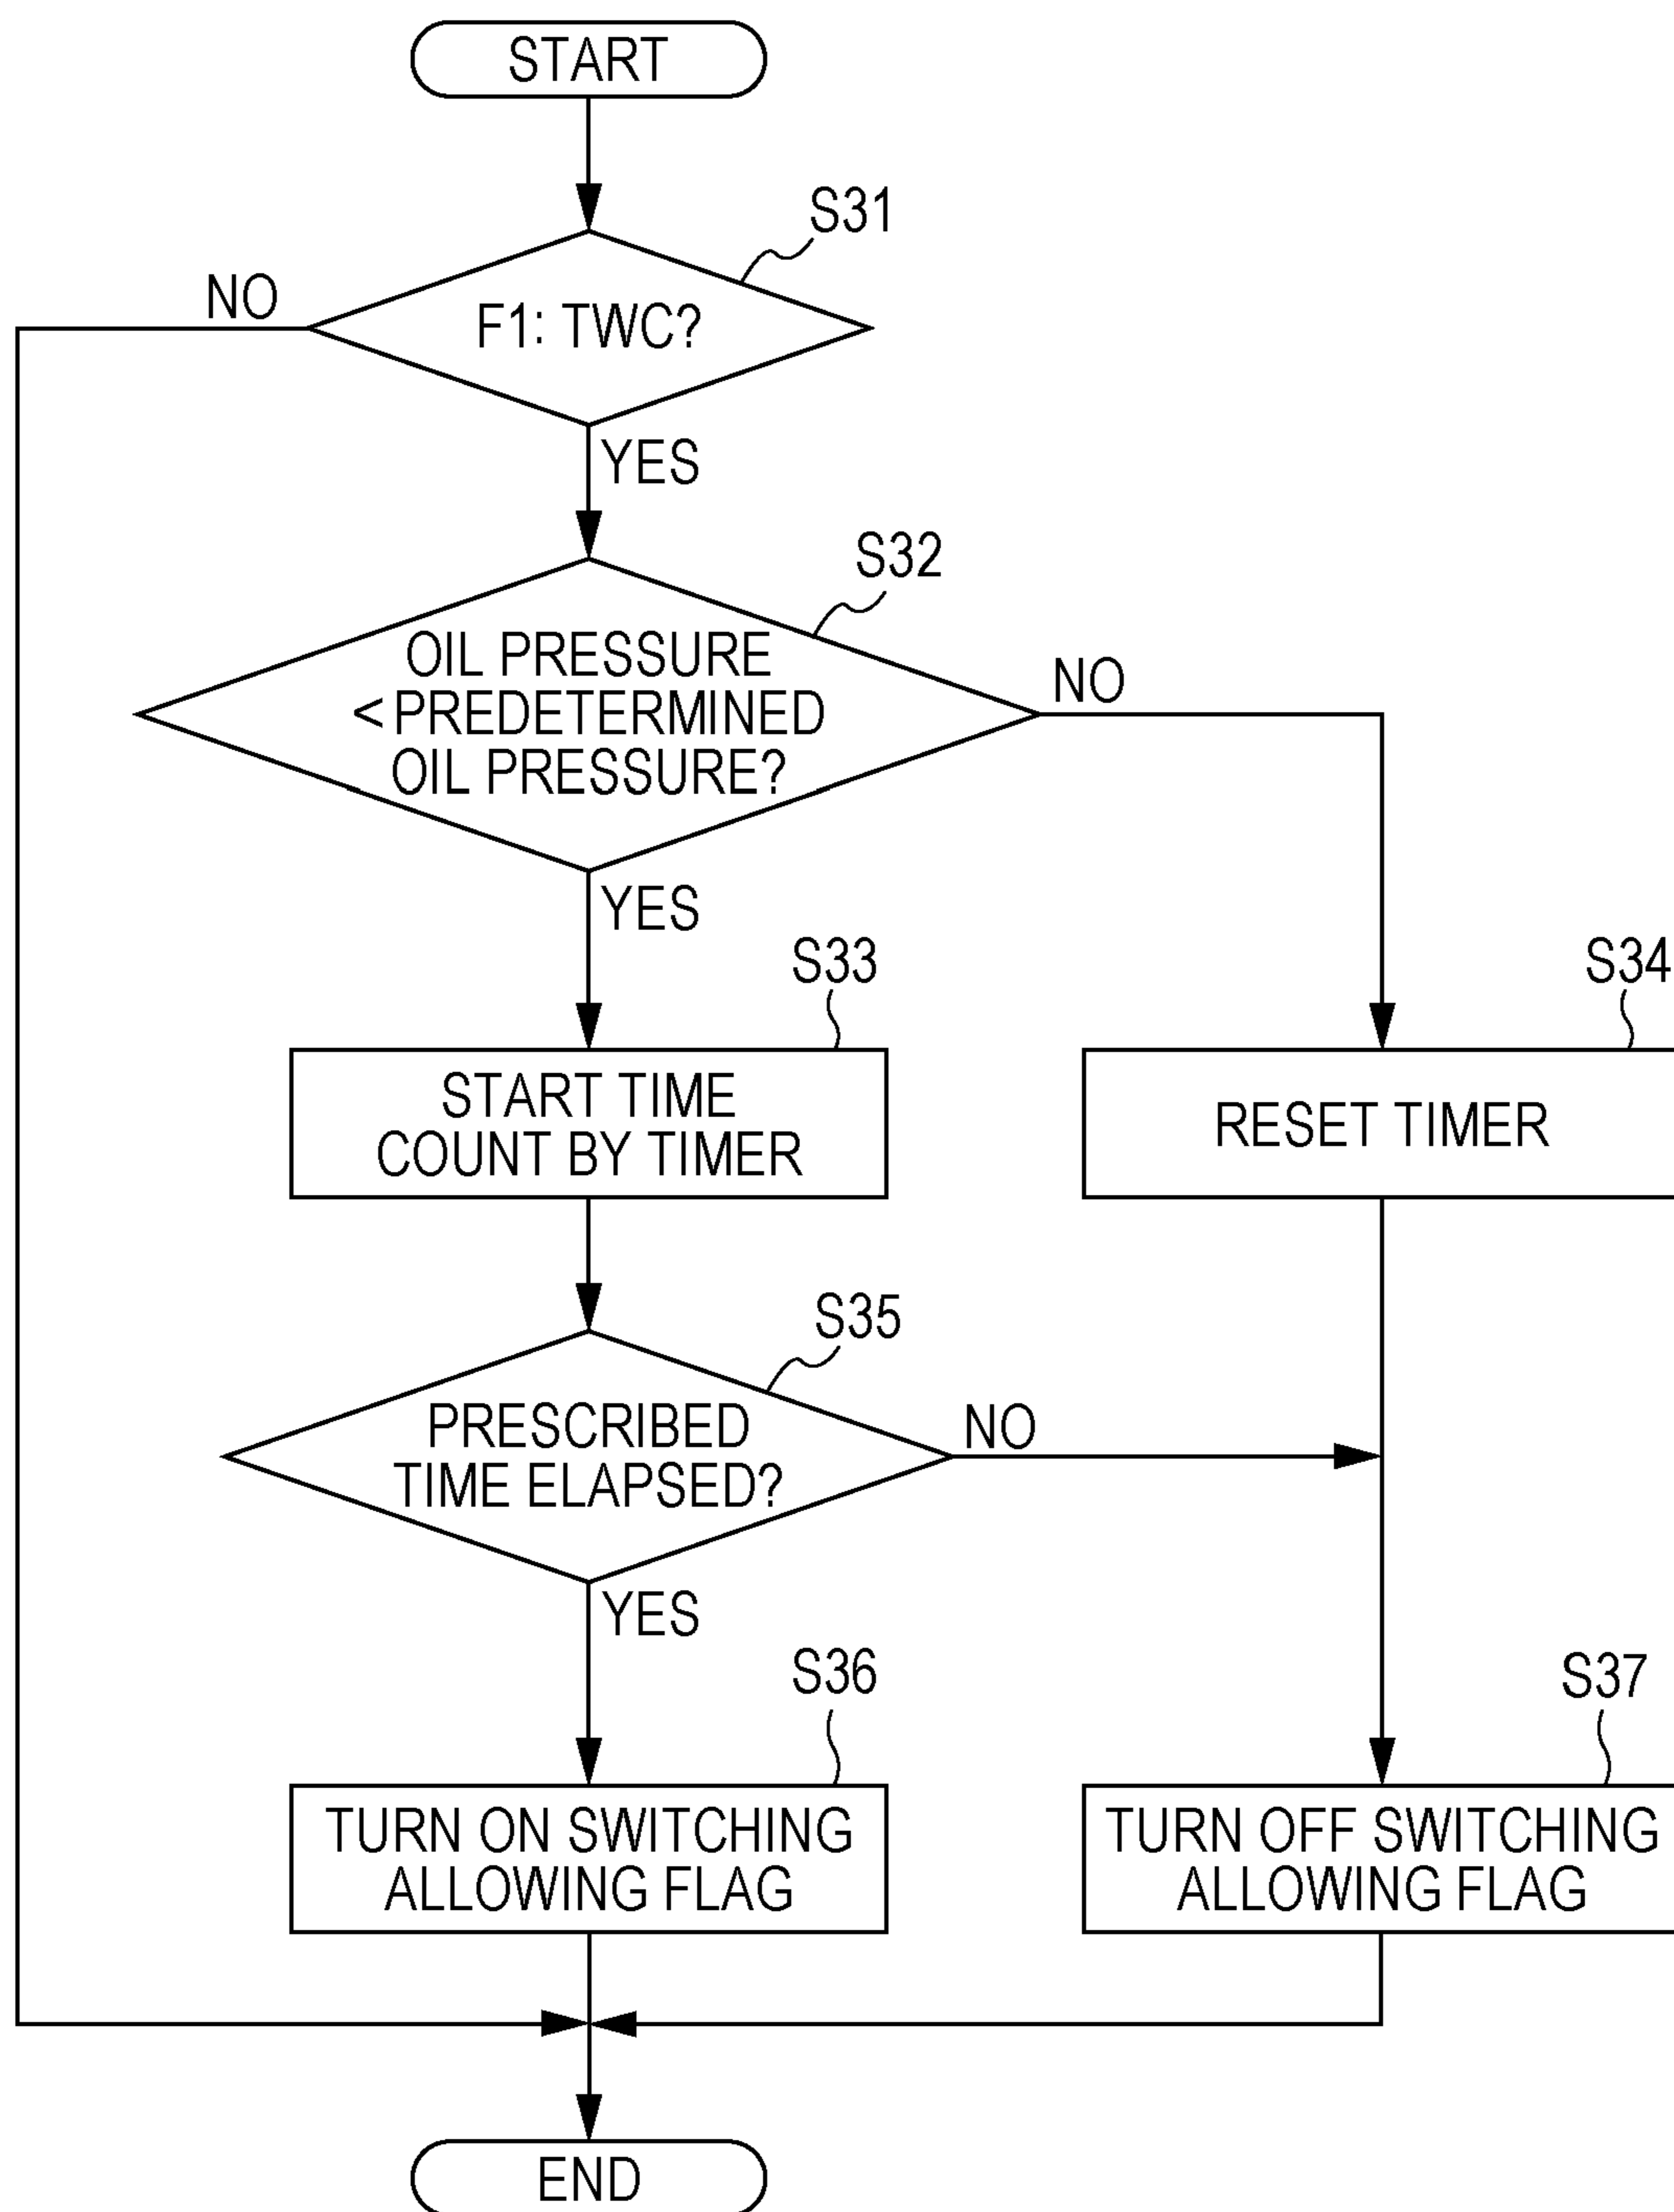 START
S31
NO
F1: TWC?
YES
S32
OIL PRESSURE
< PREDETERMINED
OIL PRESSURE?
NO
YES
S33
S34
START TIME
COUNT BY TIMER
RESET TIMER
S35
PRESCRIBED
TIME ELAPSED?
NO
YES
S36
S37
TURN ON SWITCHING
ALLOWING FLAG
TURN OFF SWITCHING
ALLOWING FLAG
END